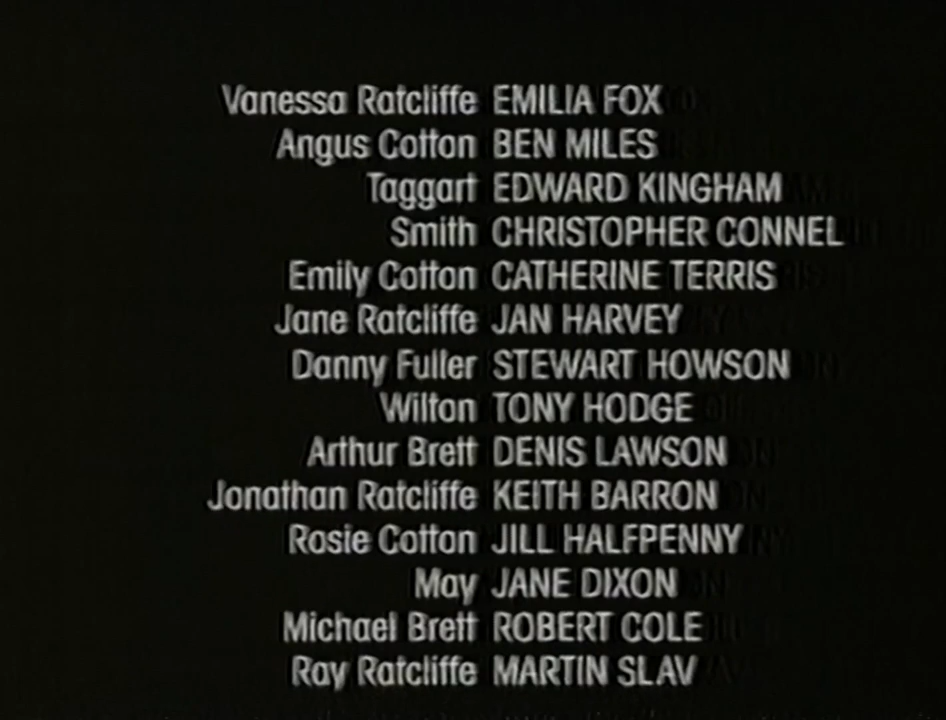 Vanessa Ratcliffe EMILIA FOX
Angus Cotton BEN MILES
Taggart EDWARD KINGHAM
Smith CHRISTOPHER CONNEL
Emily Cotton CATHERINE TERRIS
Jane Ratcliffe JAN HARVEY
Danny Fuller STEWART HOWSON
Wilton TONY HODGE
Arthur Brett DENIS LAWSON
Jonathan Ratcliffe KEITH BARRON
Rosie Cotton JILL HALFPENNY
May JANE DIXON
Michael Brett ROBERT COLE
Ray Ratcliffe MARTIN SLAV